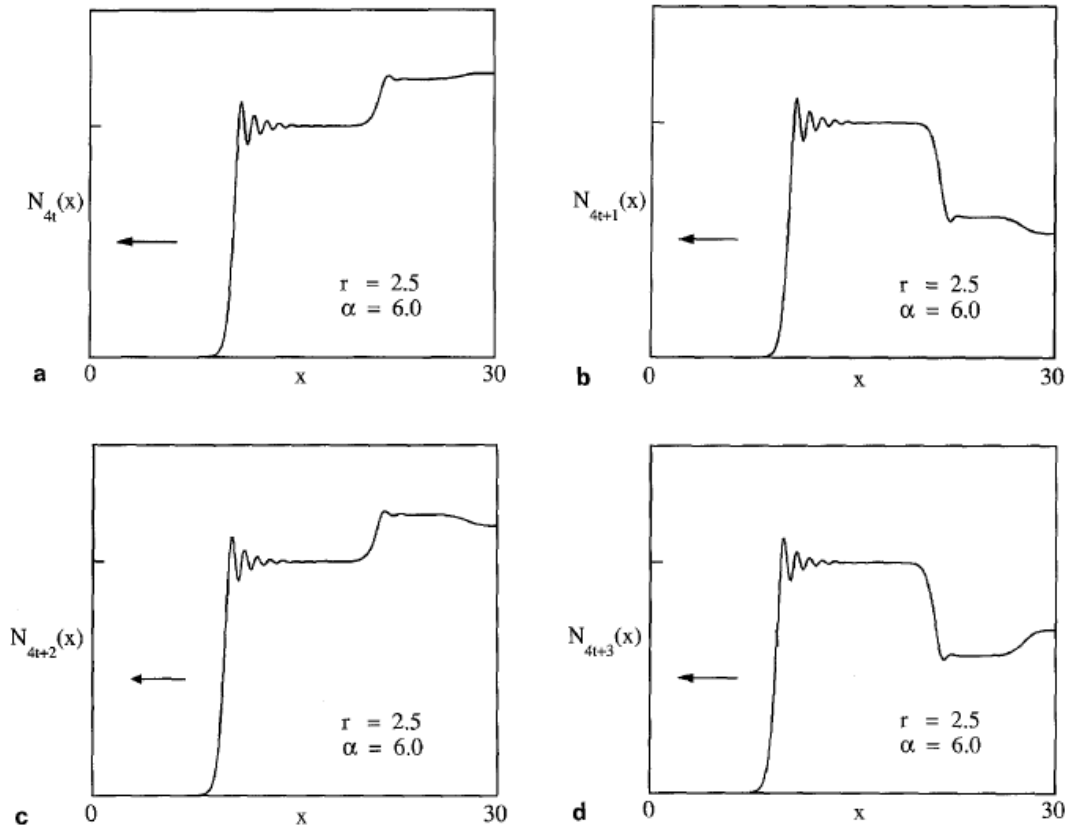 N4t(x)
r = 2.5
α = 6.0
a
0
x
30
N4t+1(x)
r = 2.5
α = 6.0
b
0
x
30
N4t+2(x)
r = 2.5
α = 6.0
c
0
x
30
N4t+3(x)
r = 2.5
α = 6.0
d
0
x
30